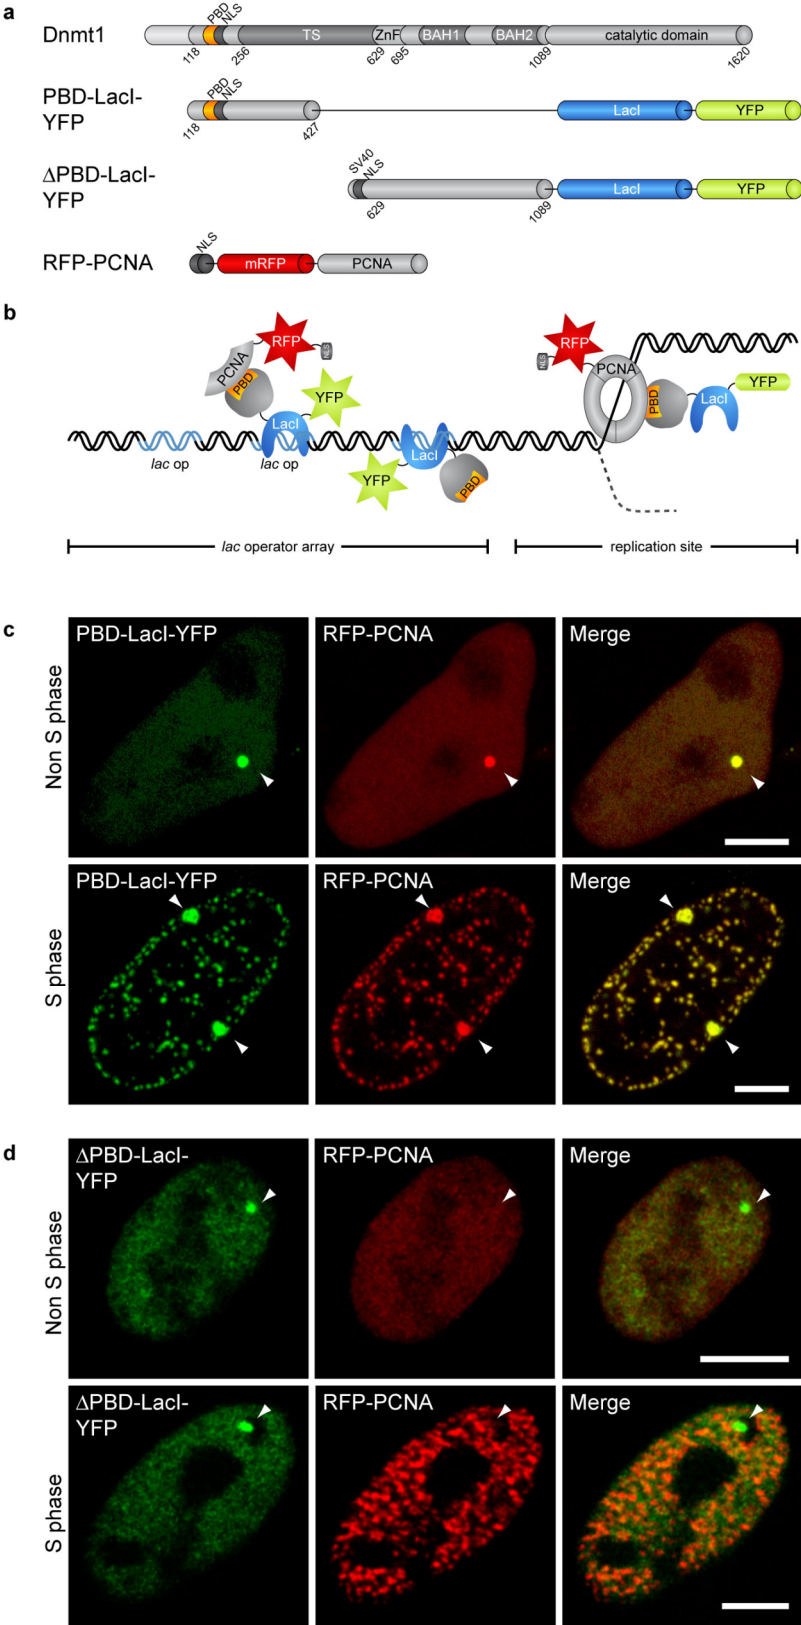 a
Dnmt1
PBD
NLS
TS
ZnF
BAH1
BAH2
catalytic domain
118
256
629
695
1089
1620
PBD-LacI-
YFP
PBD
NLS
LacI
YFP
118
427
ΔPBD-LacI-
YFP
SV40
NLS
LacI
YFP
629
1089
RFP-PCNA
NLS
mRFP
PCNA
b
RFP
NLS
PCNA
PBD
YFP
LacI
lac op
lac op
LacI
YFP
PBD
RFP
NLS
PCNA
PBD
LacI
YFP
lac operator array
replication site
c
Non S phase
PBD-LacI-YFP
RFP-PCNA
Merge
S phase
PBD-LacI-YFP
RFP-PCNA
Merge
d
Non S phase
ΔPBD-LacI-
YFP
RFP-PCNA
Merge
S phase
ΔPBD-LacI-
YFP
RFP-PCNA
Merge